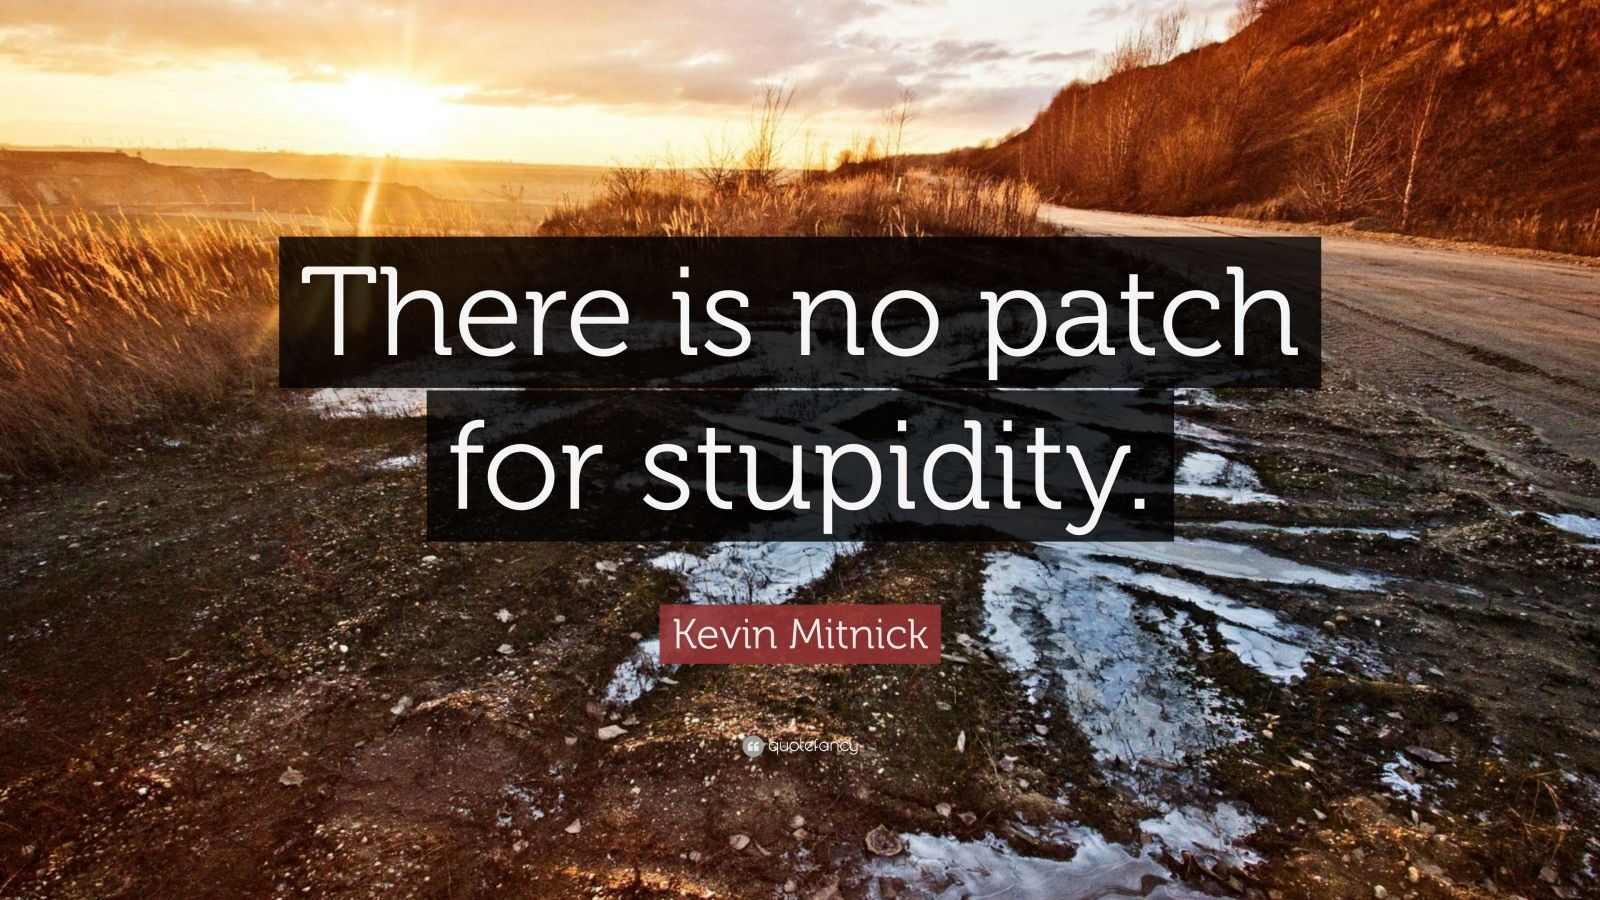 There is no patch
for stupidity.
Kevin Mitnick
quotefancy